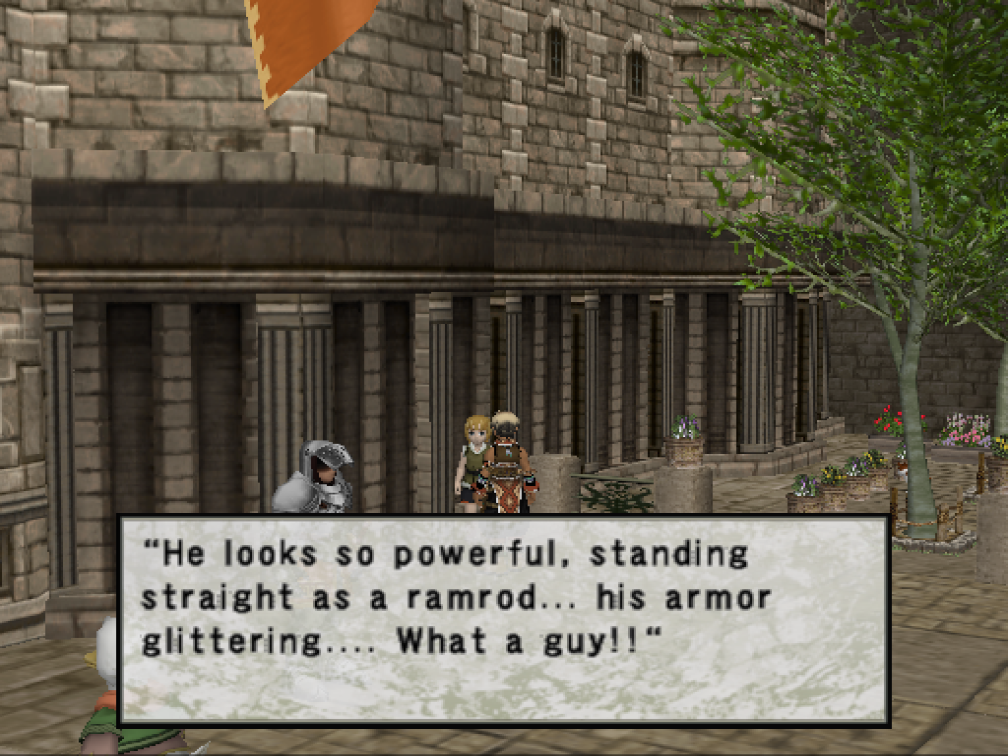 “He looks so powerful, standing
straight as a ramrod... his armor
glittering.... What a guy!!“